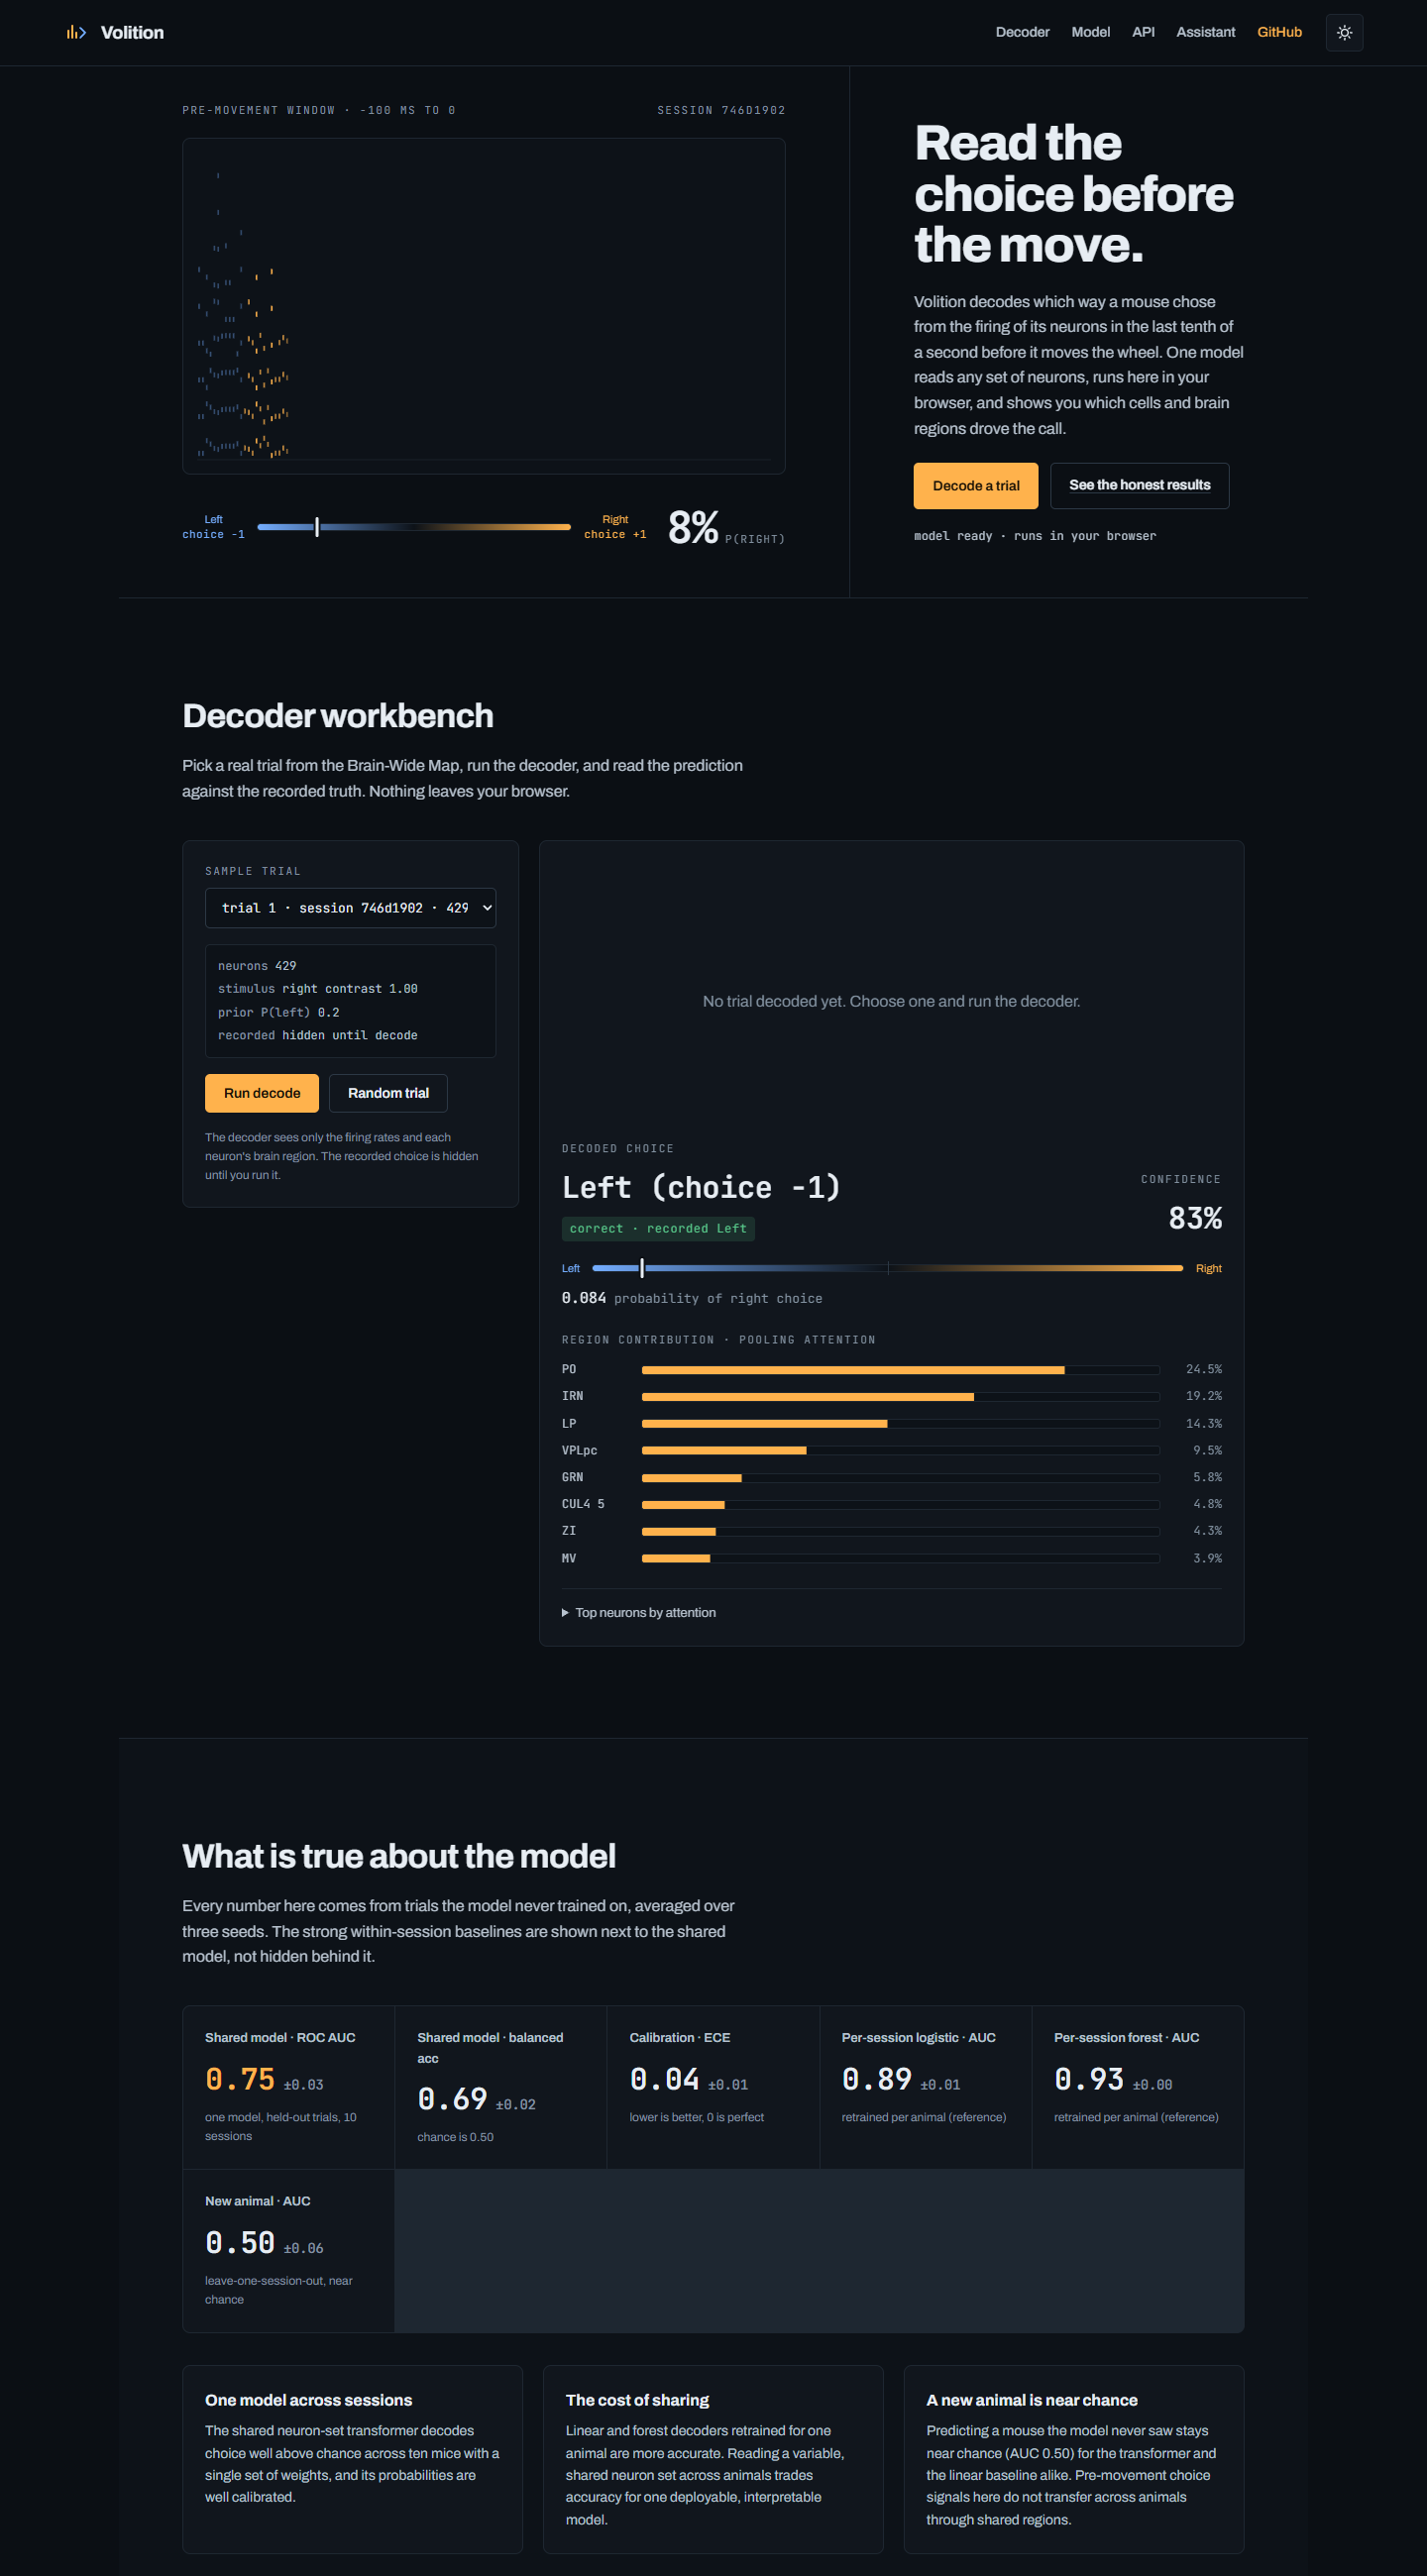 Volition
Decoder Model API Assistant GitHub
PRE-MOVEMENT WINDOW · -100 MS TO 0
SESSION 746D1902
Left
choice -1
Right
choice +1
8% P(RIGHT)
Read the
choice before
the move.
Volition decodes which way a mouse chose
from the firing of its neurons in the last tenth of
a second before it moves the wheel. One model
reads any set of neurons, runs here in your
browser, and shows you which cells and brain
regions drove the call.
Decode a trial
See the honest results
model ready · runs in your browser
Decoder workbench
Pick a real trial from the Brain-Wide Map, run the decoder, and read the prediction
against the recorded truth. Nothing leaves your browser.
SAMPLE TRIAL
trial 1 · session 746d1902 · 429
neurons 429
stimulus right contrast 1.00
prior P(left) 0.2
recorded hidden until decode
Run decode
Random trial
The decoder sees only the firing rates and each
neuron's brain region. The recorded choice is hidden
until you run it.
No trial decoded yet. Choose one and run the decoder.
DECODED CHOICE
Left (choice -1)
correct · recorded Left
CONFIDENCE
83%
Left
Right
0.084 probability of right choice
REGION CONTRIBUTION · POOLING ATTENTION
PO 24.5%
IRN 19.2%
LP 14.3%
VPLpc 9.5%
GRN 5.8%
CUL4 5 4.8%
ZI 4.3%
MV 3.9%
Top neurons by attention
What is true about the model
Every number here comes from trials the model never trained on, averaged over
three seeds. The strong within-session baselines are shown next to the shared
model, not hidden behind it.
Shared model · ROC AUC
0.75 ±0.03
one model, held-out trials, 10
sessions
Shared model · balanced
acc
0.69 ±0.02
chance is 0.50
Calibration · ECE
0.04 ±0.01
lower is better, 0 is perfect
Per-session logistic · AUC
0.89 ±0.01
retrained per animal (reference)
Per-session forest · AUC
0.93 ±0.00
retrained per animal (reference)
New animal · AUC
0.50 ±0.06
leave-one-session-out, near
chance
One model across sessions
The shared neuron-set transformer decodes
choice well above chance across ten mice with a
single set of weights, and its probabilities are
well calibrated.
The cost of sharing
Linear and forest decoders retrained for one
animal are more accurate. Reading a variable,
shared neuron set across animals trades
accuracy for one deployable, interpretable
model.
A new animal is near chance
Predicting a mouse the model never saw stays
near chance (AUC 0.50) for the transformer and
the linear baseline alike. Pre-movement choice
signals here do not transfer across animals
through shared regions.